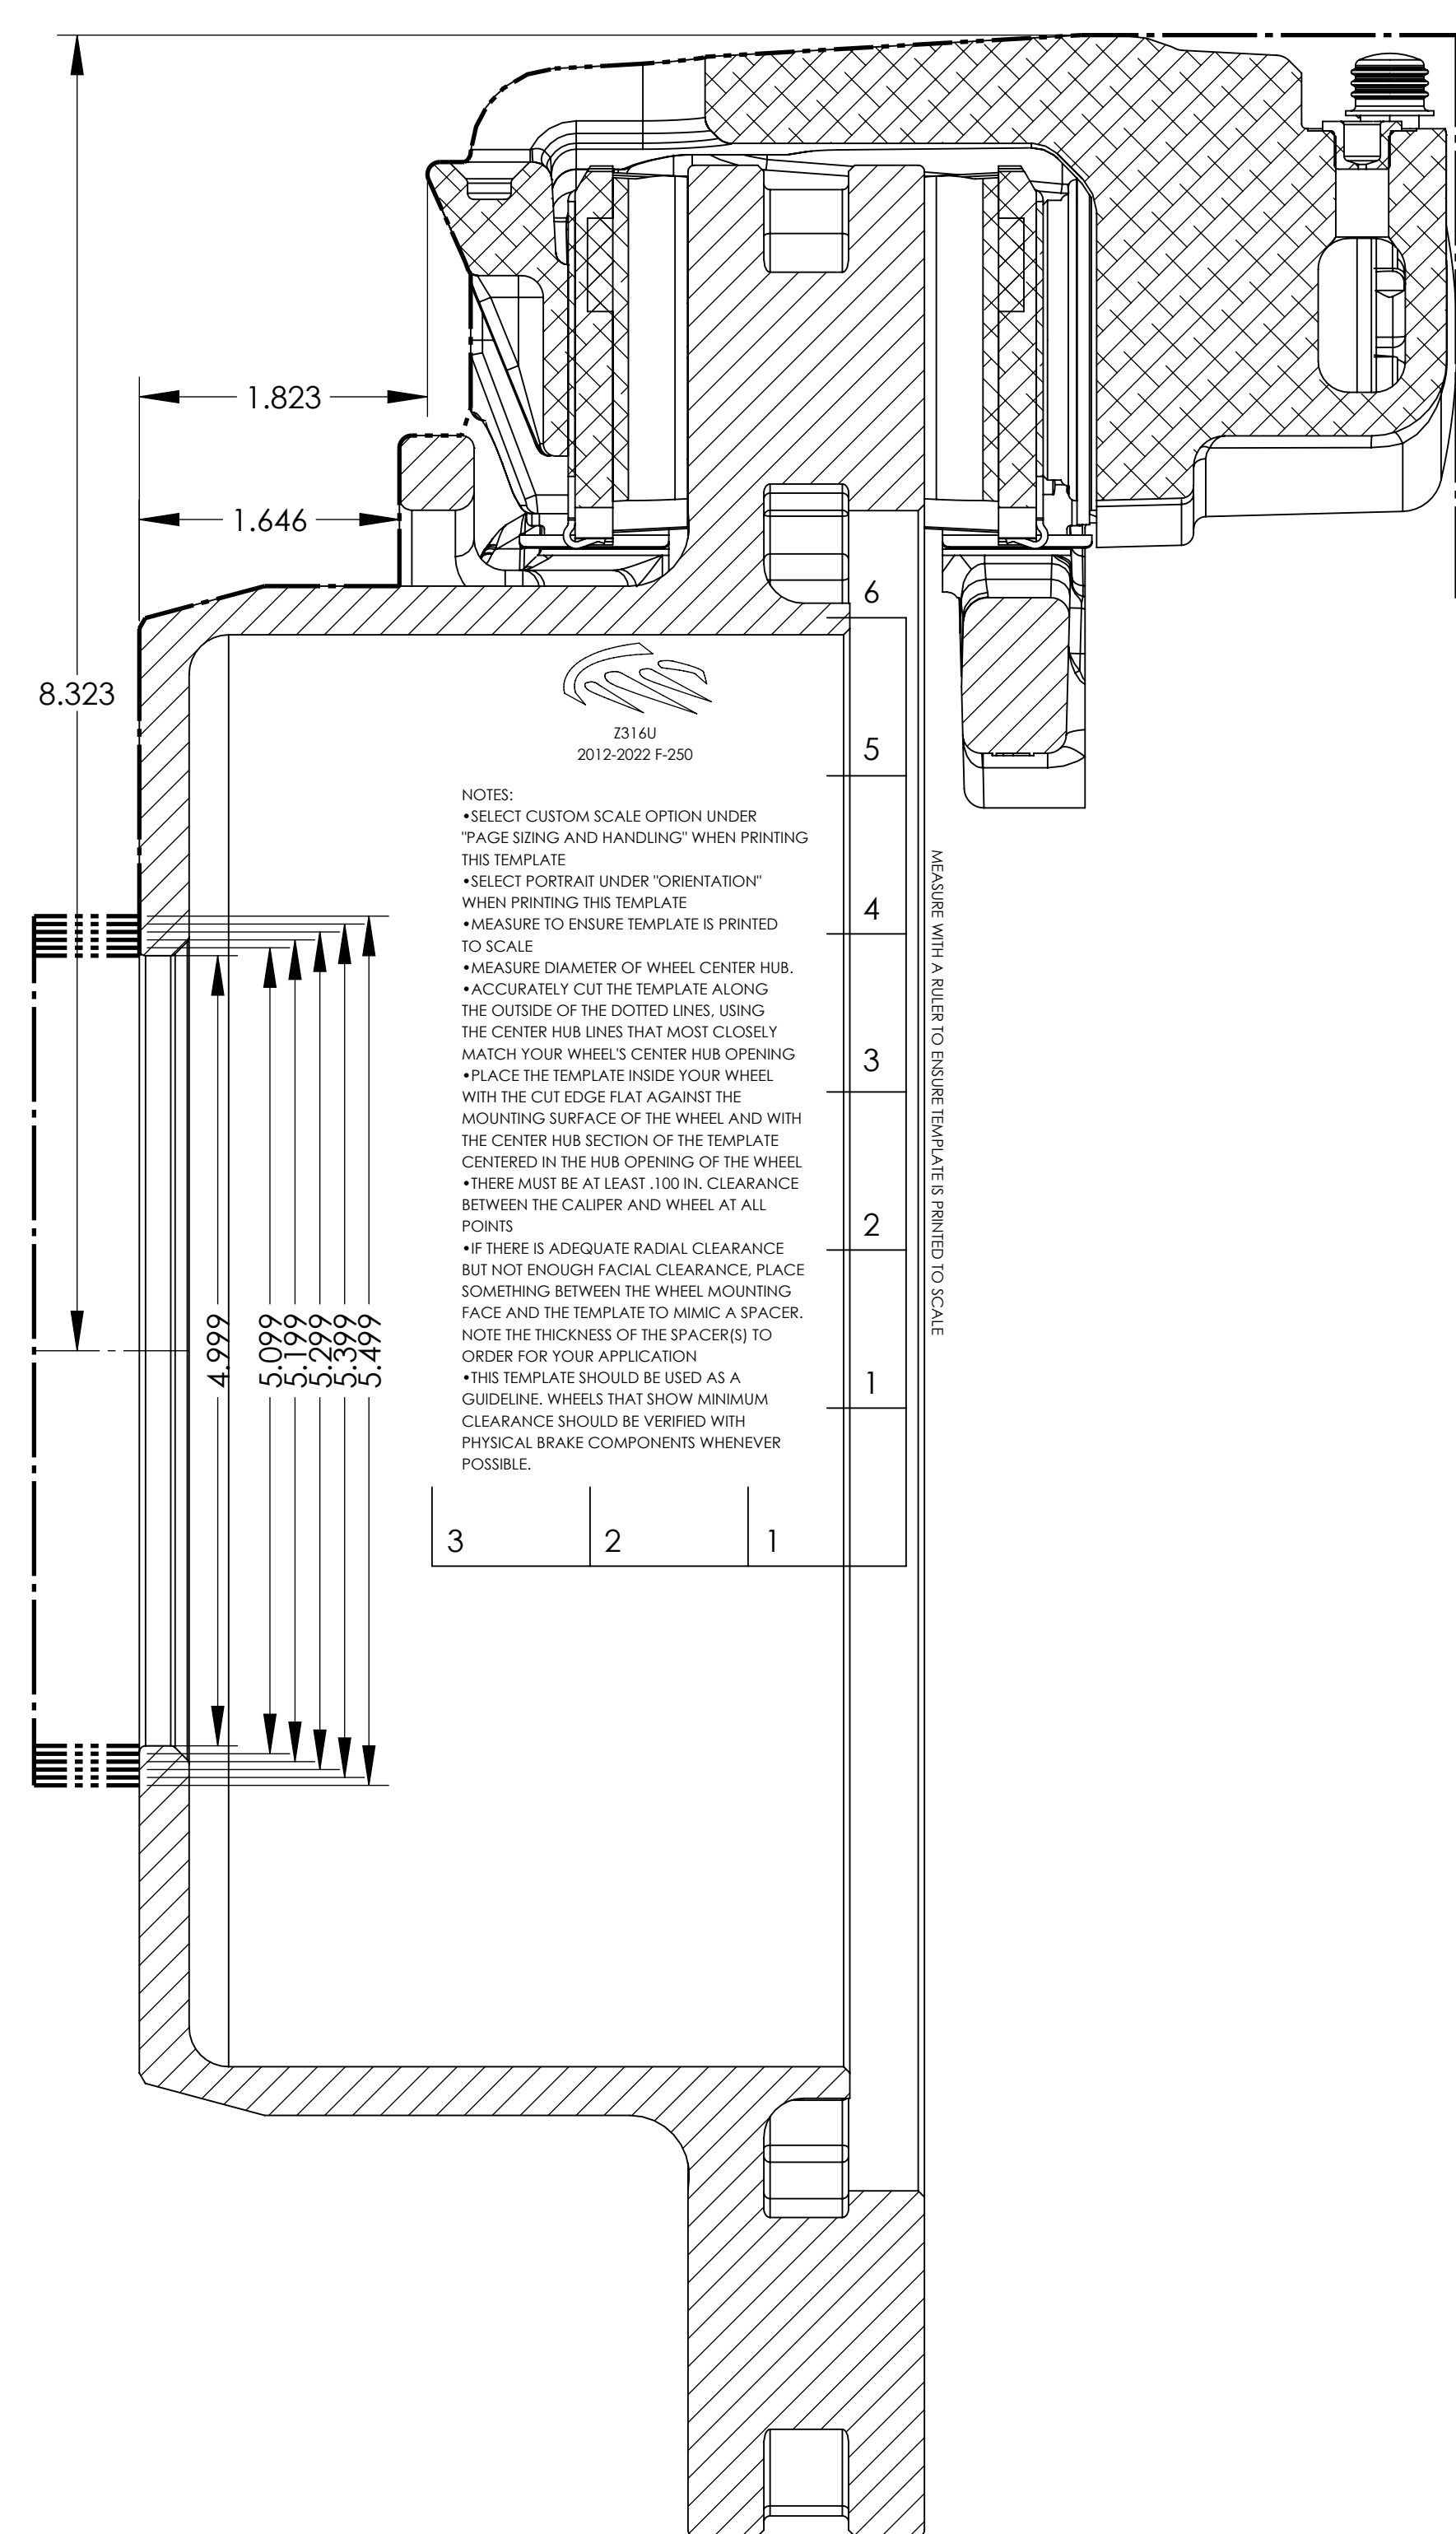 1.823
1.646
8.323
6
5
4
3
2
1
Z316U
2012-2022 F-250
NOTES:
•SELECT CUSTOM SCALE OPTION UNDER
"PAGE SIZING AND HANDLING" WHEN PRINTING
THIS TEMPLATE
•SELECT PORTRAIT UNDER "ORIENTATION"
WHEN PRINTING THIS TEMPLATE
•MEASURE TO ENSURE TEMPLATE IS PRINTED
TO SCALE
•MEASURE DIAMETER OF WHEEL CENTER HUB.
•ACCURATELY CUT THE TEMPLATE ALONG
THE OUTSIDE OF THE DOTTED LINES, USING
THE CENTER HUB LINES THAT MOST CLOSELY
MATCH YOUR WHEEL'S CENTER HUB OPENING
•PLACE THE TEMPLATE INSIDE YOUR WHEEL
WITH THE CUT EDGE FLAT AGAINST THE
MOUNTING SURFACE OF THE WHEEL AND WITH
THE CENTER HUB SECTION OF THE TEMPLATE
CENTERED IN THE HUB OPENING OF THE WHEEL
•THERE MUST BE AT LEAST .100 IN. CLEARANCE
BETWEEN THE CALIPER AND WHEEL AT ALL
POINTS
•IF THERE IS ADEQUATE RADIAL CLEARANCE
BUT NOT ENOUGH FACIAL CLEARANCE, PLACE
SOMETHING BETWEEN THE WHEEL MOUNTING
FACE AND THE TEMPLATE TO MIMIC A SPACER.
NOTE THE THICKNESS OF THE SPACER(S) TO
ORDER FOR YOUR APPLICATION
•THIS TEMPLATE SHOULD BE USED AS A
GUIDELINE. WHEELS THAT SHOW MINIMUM
CLEARANCE SHOULD BE VERIFIED WITH
PHYSICAL BRAKE COMPONENTS WHENEVER
POSSIBLE.
MEASURE WITH A RULER TO ENSURE TEMPLATE IS PRINTED TO SCALE
4.999
5.099
5.199
5.299
5.399
5.499
3
2
1